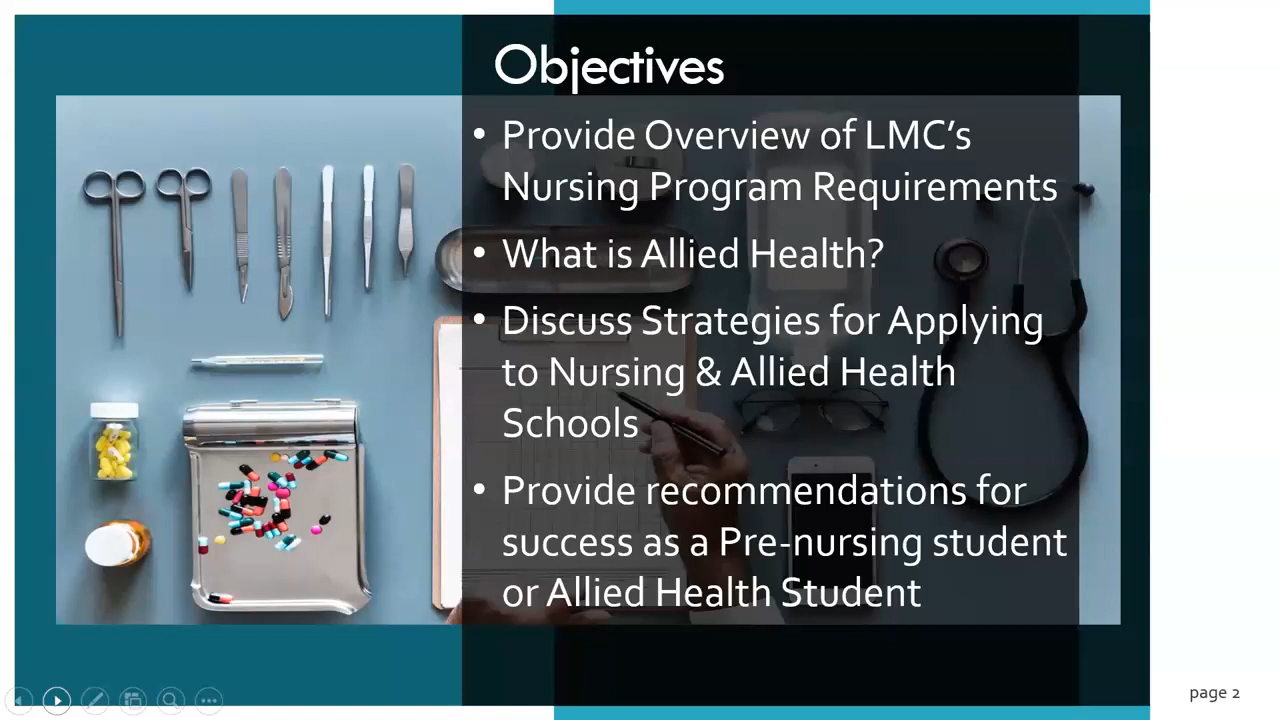 Objectives
• Provide Overview of LMC’s
Nursing Program Requirements
• What is Allied Health?
• Discuss Strategies for Applying
to Nursing & Allied Health
Schools
• Provide recommendations for
success as a Pre-nursing student
or Allied Health Student
page 2